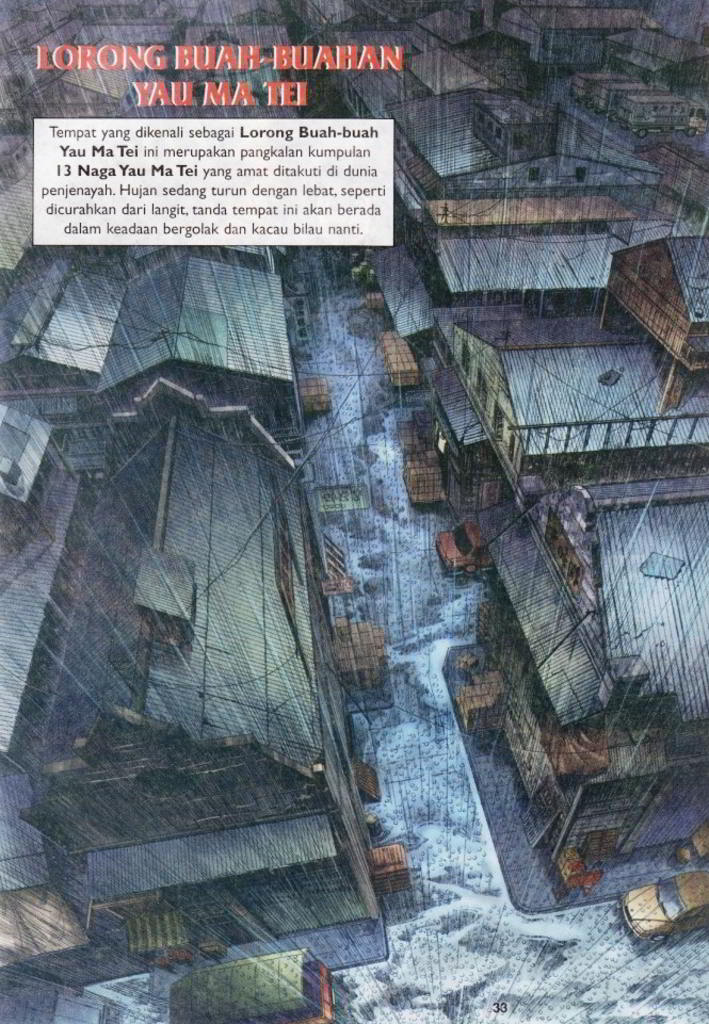 LORONG BUAH-BUAHAN
YAU MA TEI
Tempat yang dikenali sebagai Lorong Buah-buah
Yau Ma Tei ini merupakan pangkalan kumpulan
13 Naga Yau Ma Tei yang amat ditakuti di dunia
penjenayah. Hujan sedang turun dengan lebat, seperti
dicurahkan dari langit, tanda tempat ini akan berada
dalam keadaan bergolak dan kacau bilau nanti.
33